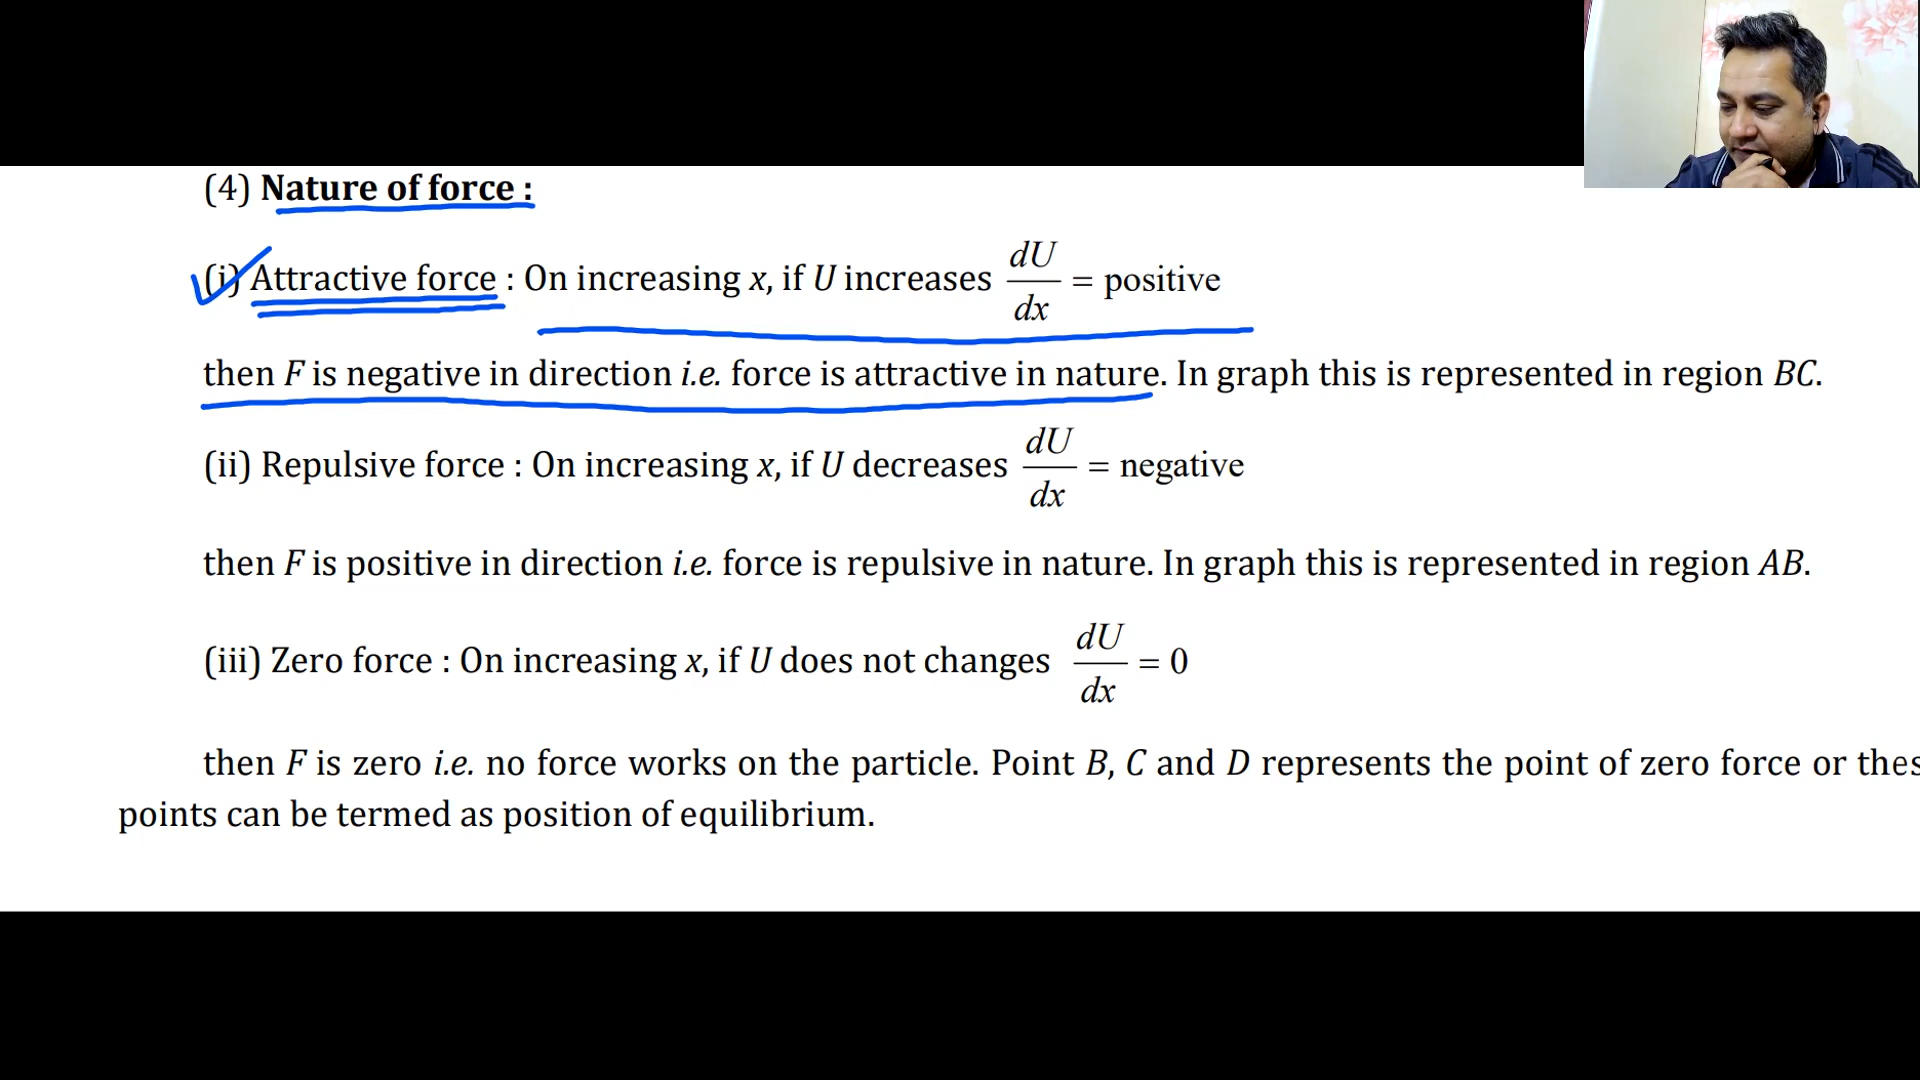 (4) Nature of force :
(i) Attractive force : On increasing x, if U increases dU/dx = positive
then F is negative in direction i.e. force is attractive in nature. In graph this is represented in region BC.
(ii) Repulsive force : On increasing x, if U decreases dU/dx = negative
then F is positive in direction i.e. force is repulsive in nature. In graph this is represented in region AB.
(iii) Zero force : On increasing x, if U does not changes dU/dx = 0
then F is zero i.e. no force works on the particle. Point B, C and D represents the point of zero force or thes
points can be termed as position of equilibrium.